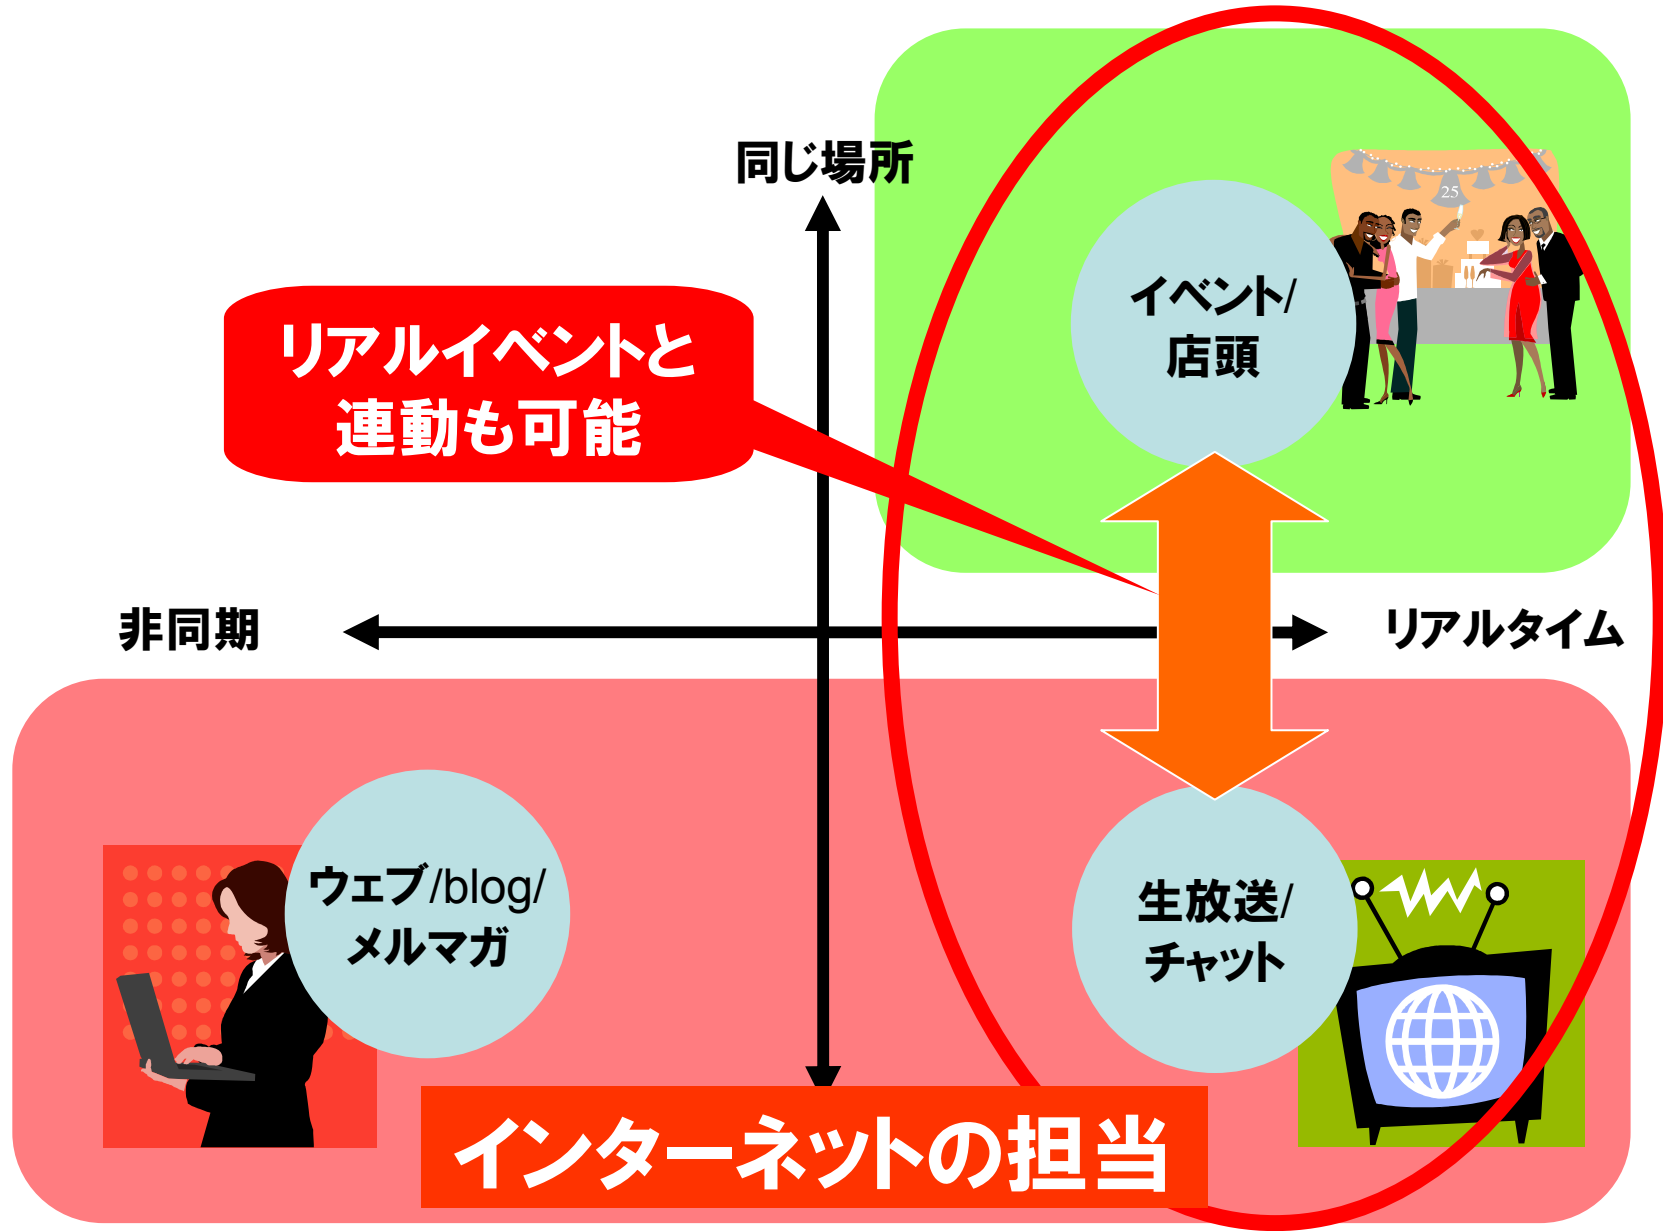 同じ場所
25
イベント/
店頭
リアルイベントと
連動も可能
非同期
リアルタイム
ウェブ/blog/
メルマガ
生放送/
チャット
インターネットの担当